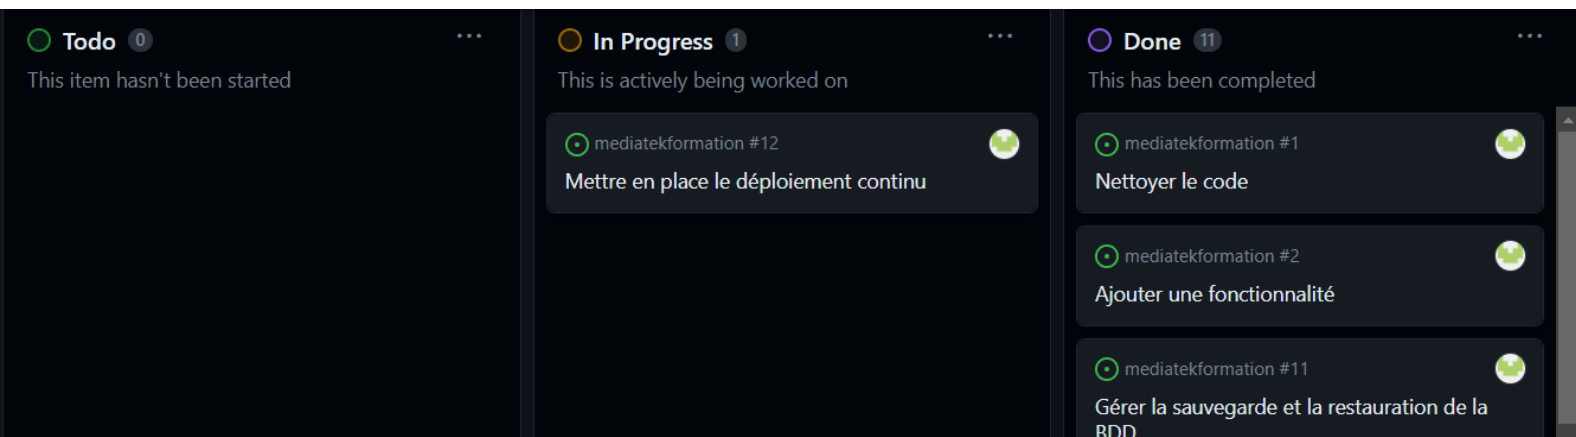 Todo 0
This item hasn't been started
In Progress 1
This is actively being worked on
mediatekformation #12
Mettre en place le déploiement continu
Done 11
This has been completed
mediatekformation #1
Nettoyer le code
mediatekformation #2
Ajouter une fonctionnalité
mediatekformation #11
Gérer la sauvegarde et la restauration de la
BDD